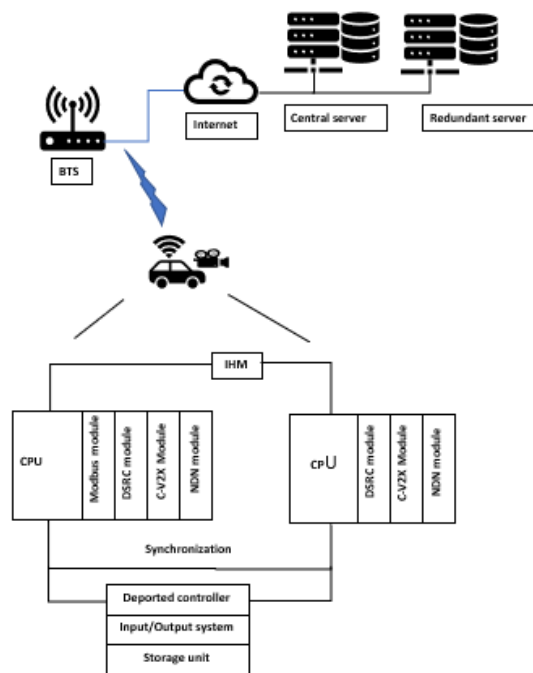 Internet
Central server
Redundant server
BTS
IHM
CPU
Modbus module
DSRC module
C-V2X Module
NDN module
CPU
DSRC module
C-V2X Module
NDN module
Synchronization
Deported controller
Input/Output system
Storage unit